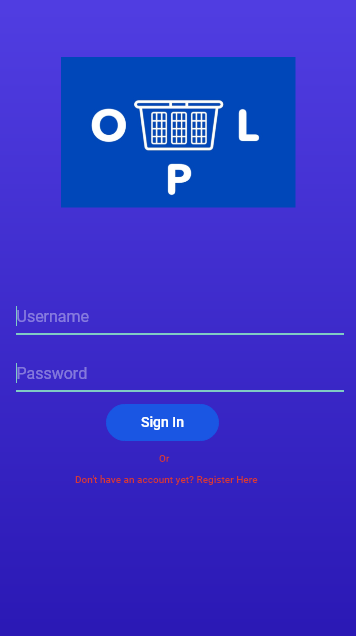 O L
P
Username
Password
Sign In
Or
Don't have an account yet? Register Here